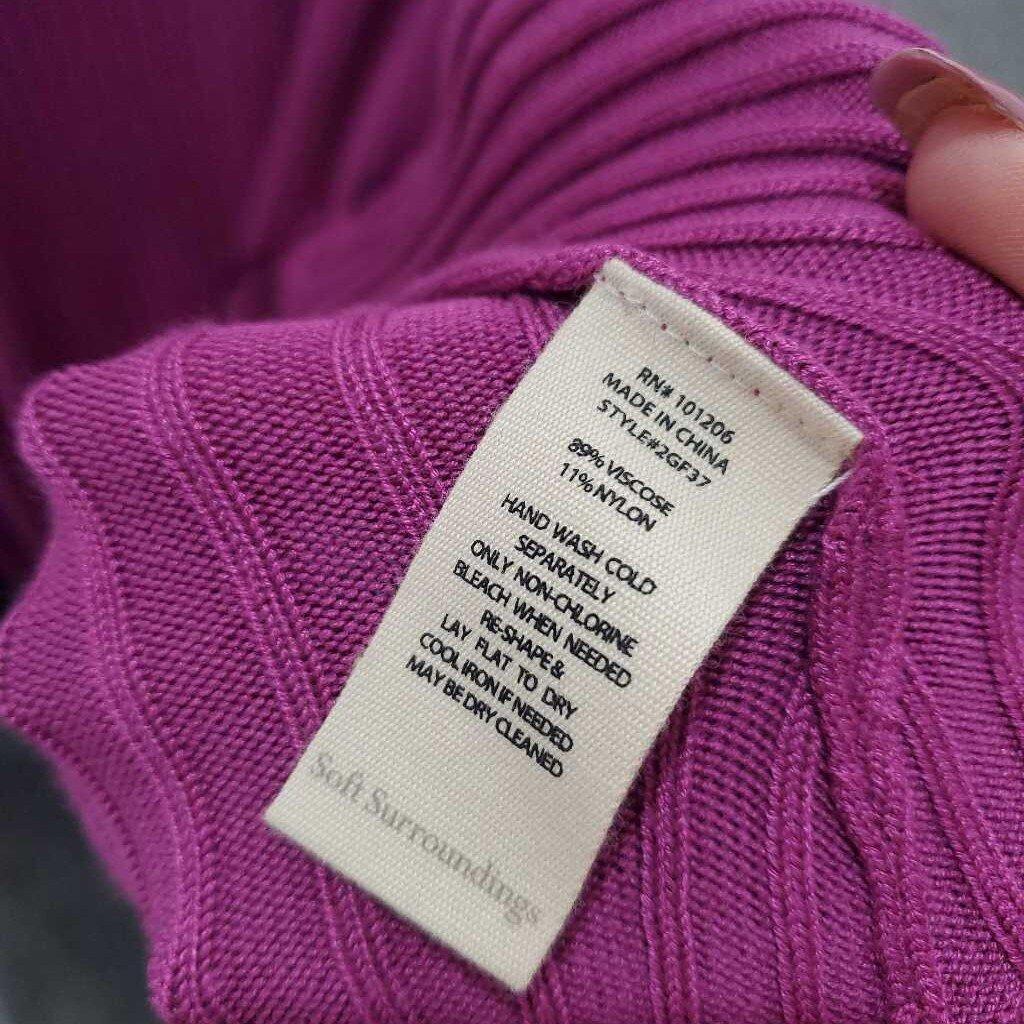 RN# 101206
MADE IN CHINA
STYLE#2GF37
89% VISCOSE
11% NYLON
HAND WASH COLD
SEPARATELY
ONLY NON-CHLORINE
BLEACH WHEN NEEDED
RE-SHAPE &
LAY FLAT TO DRY
COOL IRON IF NEEDED
MAY BE DRY CLEANED
Soft Surroundings